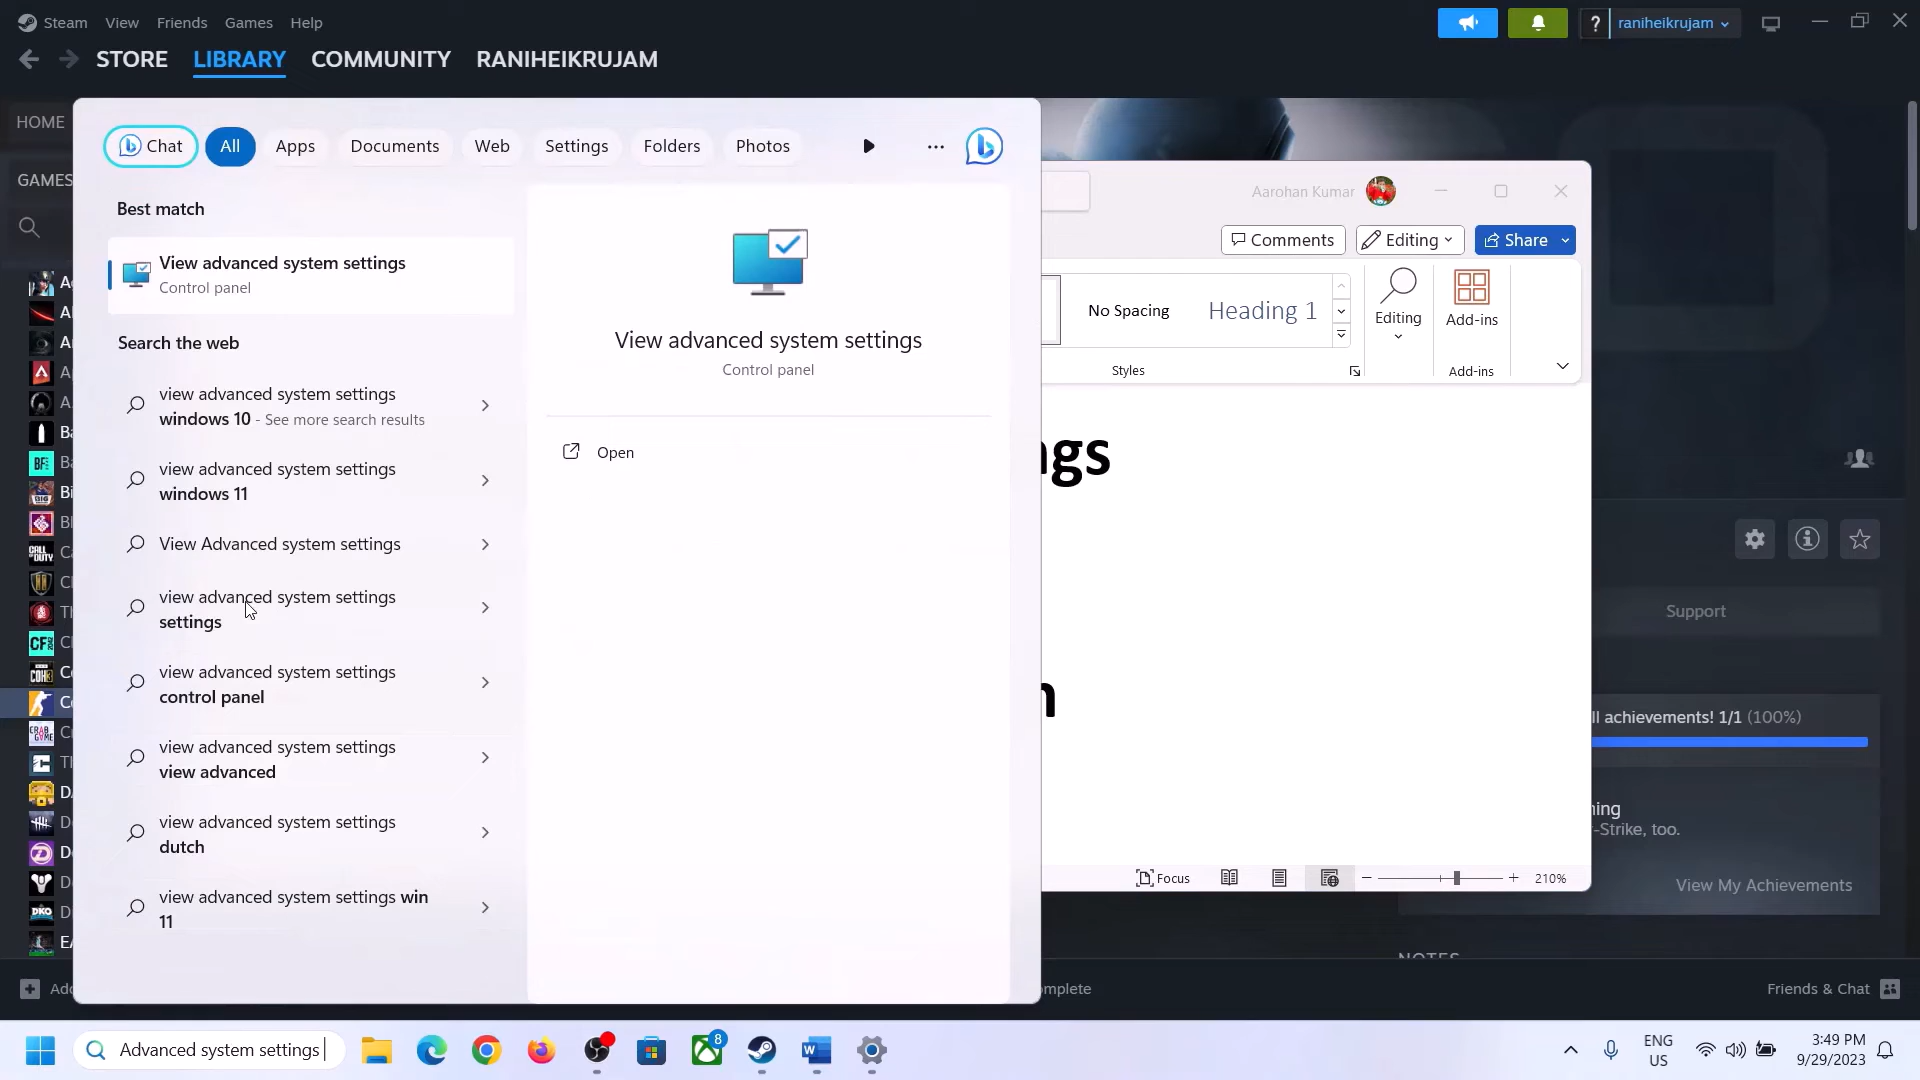 Steam View Friends Games Help
raniheikrujam
STORE LIBRARY COMMUNITY RANIHEIKRUJAM
HOME
GAMES
Chat All Apps Documents Web Settings Folders Photos
Best match
View advanced system settings
Control panel
Search the web
view advanced system settings
windows 10 - See more search results
view advanced system settings
windows 11
View Advanced system settings
view advanced system settings
settings
view advanced system settings
control panel
view advanced system settings
view advanced
view advanced system settings
dutch
view advanced system settings win
11
View advanced system settings
Control panel
Open
Aarohan Kumar
Comments Editing Share
No Spacing Heading 1
Editing
Add-ins
Styles
Add-ins
ngs
n
Focus
210%
Support
ll achievements! 1/1 (100%)
ning
-Strike, too.
View My Achievements
Add
mplete
Friends & Chat
Advanced system settings
8
ENG
US
3:49 PM
9/29/2023